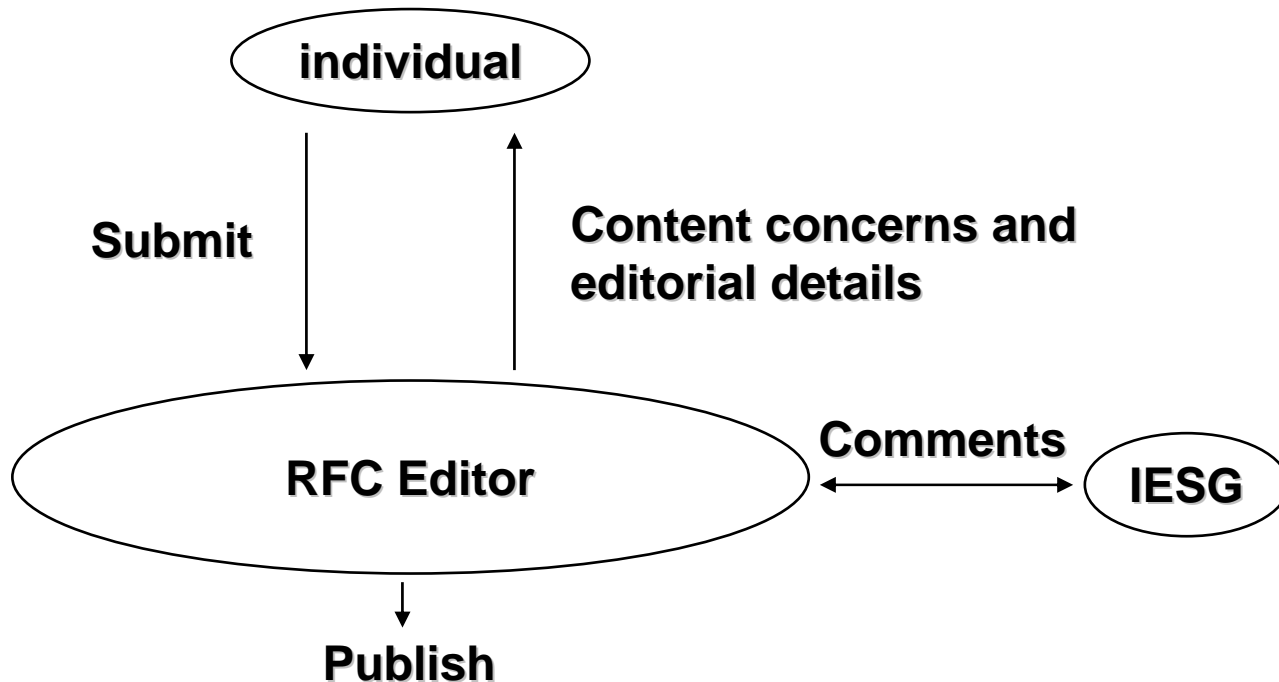 individual
Submit
Content concerns and
editorial details
RFC Editor
Comments
IESG
Publish